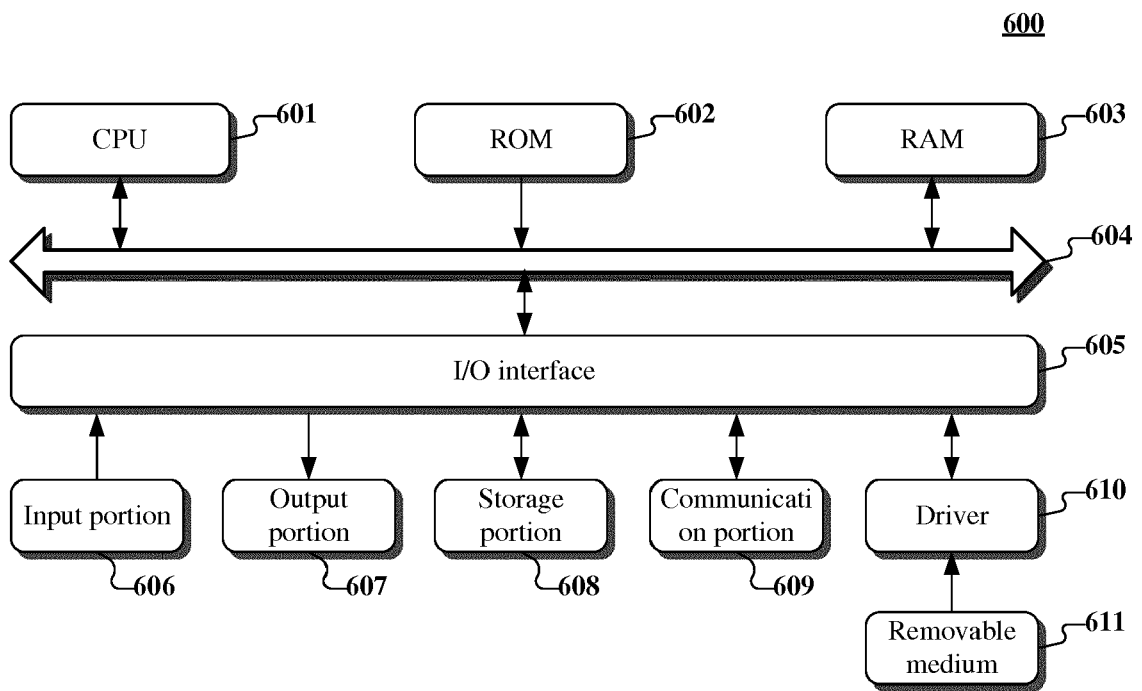 600
CPU
601
ROM
602
RAM
603
604
I/O interface
605
Input portion
606
Output
portion
607
Storage
portion
608
Communicati
on portion
609
Driver
610
Removable
medium
611